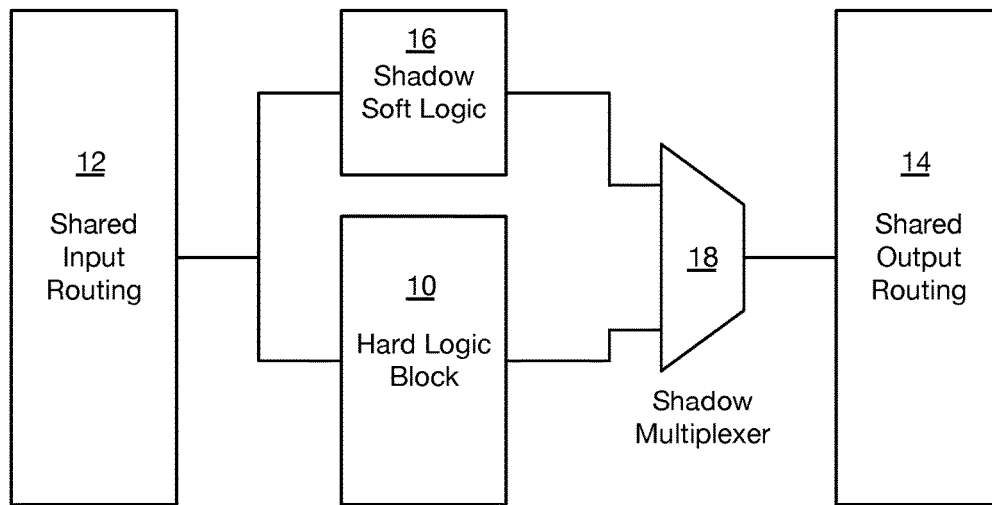 12
Shared
Input
Routing
16
Shadow
Soft Logic
10
Hard Logic
Block
18
Shadow
Multiplexer
14
Shared
Output
Routing